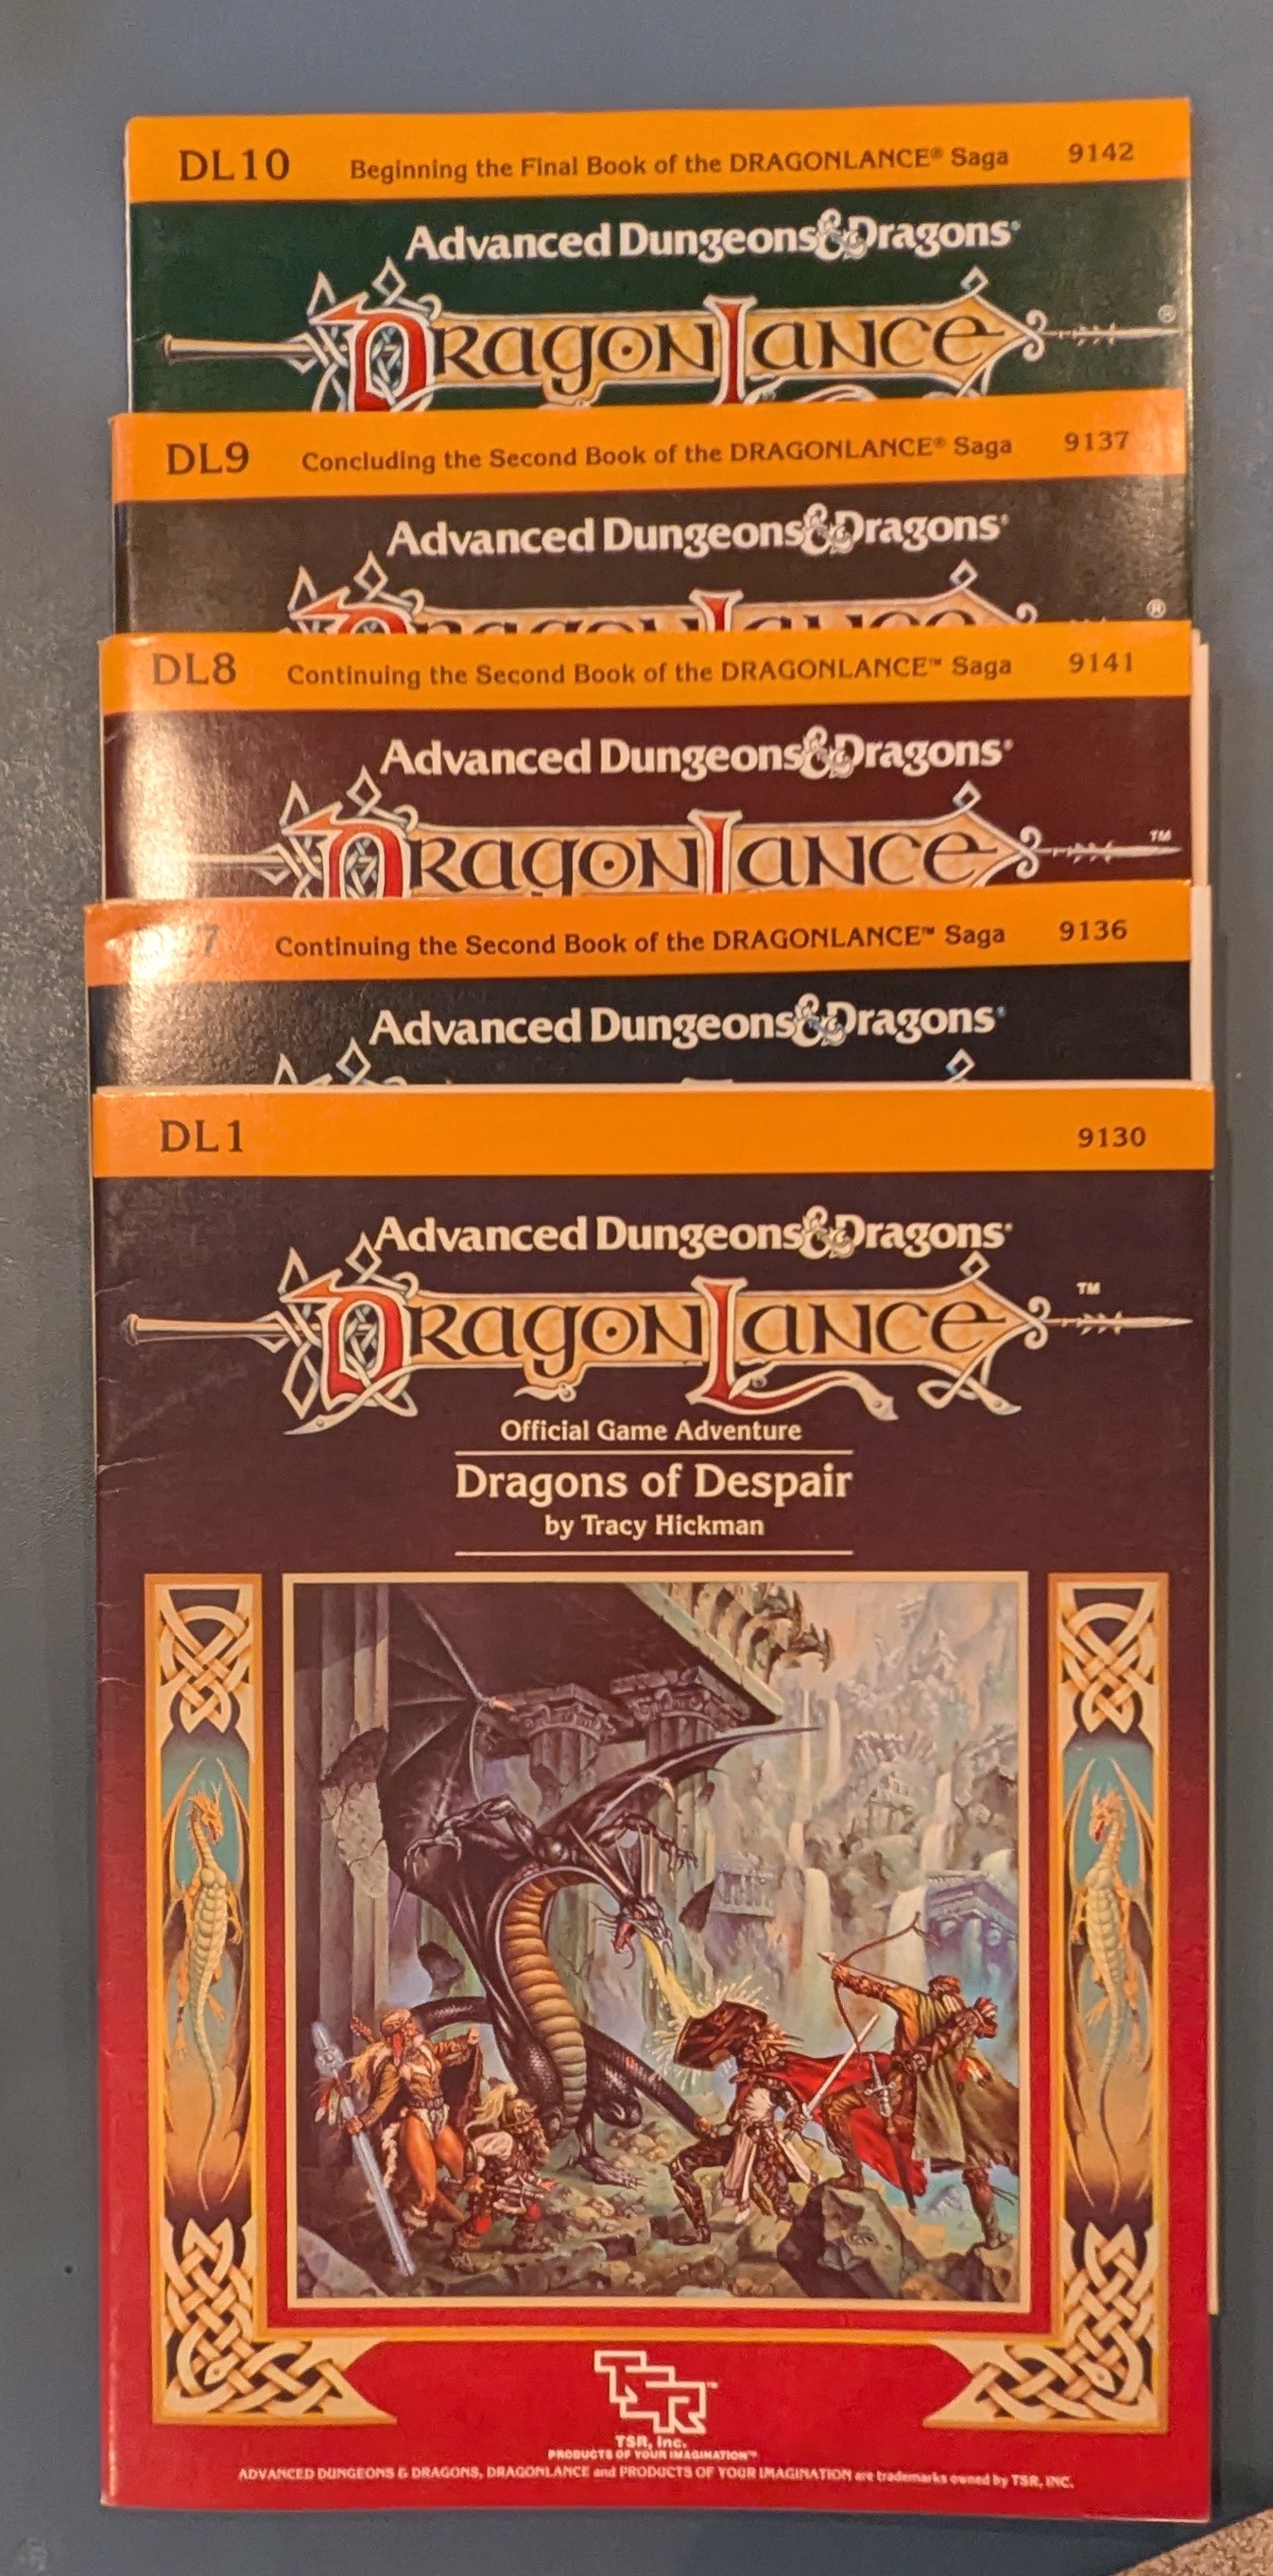 DL10 Beginning the Final Book of the DRAGONLANCE® Saga 9142
Advanced Dungeons & Dragons®
DRAGONLANCE®
DL9 Concluding the Second Book of the DRAGONLANCE® Saga 9137
Advanced Dungeons & Dragons®
DRAGONLANCE®
DL8 Continuing the Second Book of the DRAGONLANCE™ Saga 9141
Advanced Dungeons & Dragons®
DRAGONLANCE™
7 Continuing the Second Book of the DRAGONLANCE™ Saga 9136
Advanced Dungeons & Dragons®
DL1 9130
Advanced Dungeons & Dragons®
DRAGONLANCE™
Official Game Adventure
Dragons of Despair
by Tracy Hickman
TSR™
TSR, Inc.
PRODUCTS OF YOUR IMAGINATION™
ADVANCED DUNGEONS & DRAGONS, DRAGONLANCE and PRODUCTS OF YOUR IMAGINATION are trademarks owned by TSR, INC.